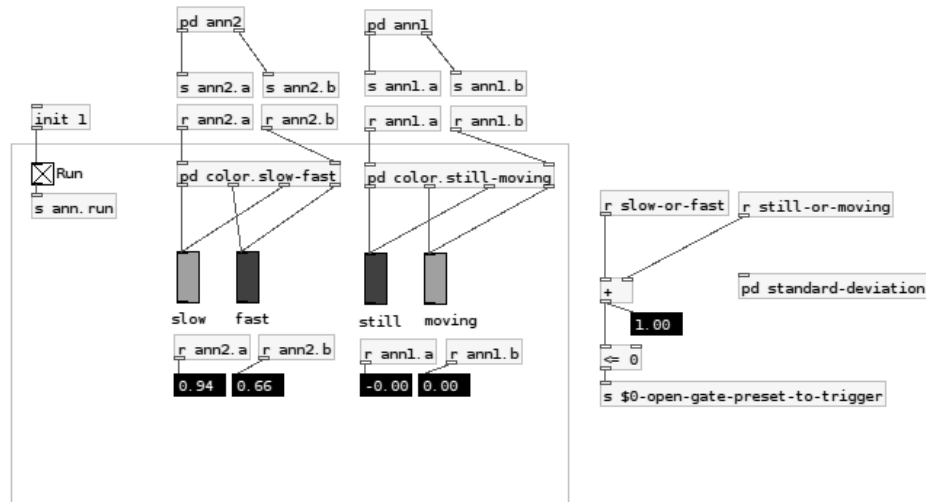 pd ann2
pd ann1
s ann2.a
s ann2.b
s ann1.a
s ann1.b
init 1
r ann2.a
r ann2.b
r ann1.a
r ann1.b
Run
pd color.slow-fast
pd color.still-moving
s ann.run
r slow-or-fast
r still-or-moving
+
pd standard-deviation
slow
fast
still
moving
1.00
r ann2.a
r ann2.b
r ann1.a
r ann1.b
<= 0
0.94
0.66
-0.00
0.00
s $0-open-gate-preset-to-trigger